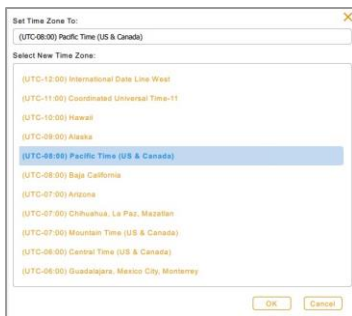 Set Time Zone To:
(UTC-08:00) Pacific Time (US & Canada)
Select New Time Zone:
(UTC-12:00) International Date Line West
(UTC-11:00) Coordinated Universal Time-11
(UTC-10:00) Hawaii
(UTC-09:00) Alaska
(UTC-08:00) Pacific Time (US & Canada)
(UTC-08:00) Baja California
(UTC-07:00) Arizona
(UTC-07:00) Chihuahua, La Paz, Mazatlan
(UTC-07:00) Mountain Time (US & Canada)
(UTC-06:00) Central Time (US & Canada)
(UTC-06:00) Guadalajara, Mexico City, Monterrey
OK Cancel